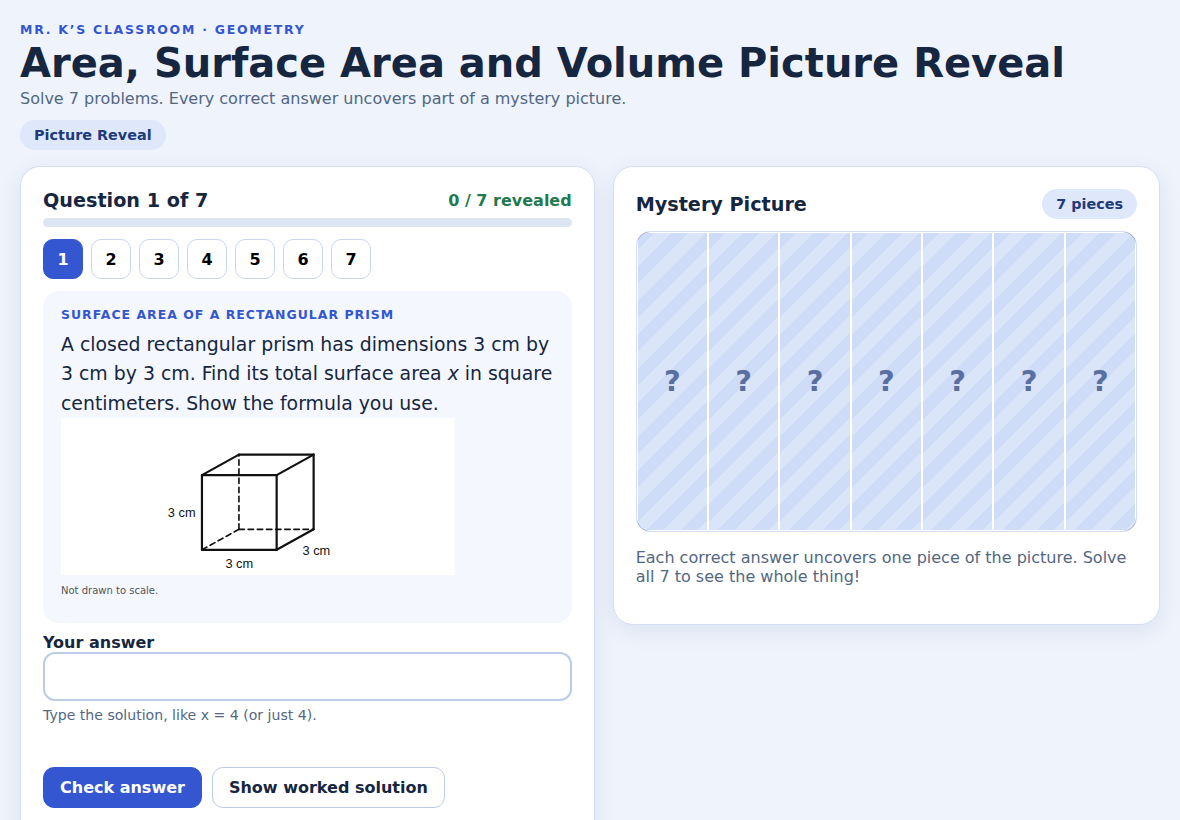 MR. K’S CLASSROOM · GEOMETRY
Area, Surface Area and Volume Picture Reveal
Solve 7 problems. Every correct answer uncovers part of a mystery picture.
Picture Reveal
Question 1 of 7
0 / 7 revealed
1 2 3 4 5 6 7
SURFACE AREA OF A RECTANGULAR PRISM
A closed rectangular prism has dimensions 3 cm by
3 cm by 3 cm. Find its total surface area x in square
centimeters. Show the formula you use.
3 cm
3 cm
3 cm
Not drawn to scale.
Your answer
Type the solution, like x = 4 (or just 4).
Check answer
Show worked solution
Mystery Picture
7 pieces
? ? ? ? ? ? ?
Each correct answer uncovers one piece of the picture. Solve
all 7 to see the whole thing!